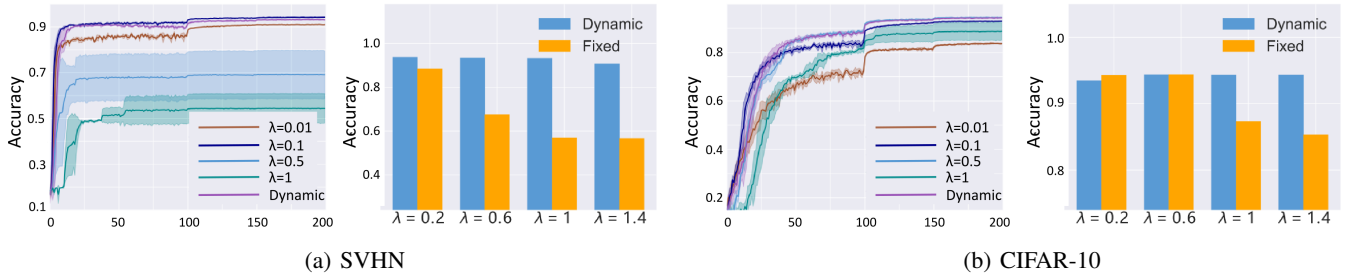 Accuracy
0.9
0.7
0.5
0.3
0.1
0
50
100
150
200
λ=0.01
λ=0.1
λ=0.5
λ=1
Dynamic
Accuracy
1.0
0.8
0.6
0.4
λ = 0.2
λ = 0.6
λ = 1
λ = 1.4
Dynamic
Fixed
(a) SVHN
Accuracy
0.8
0.6
0.4
0.2
0
50
100
150
200
λ=0.01
λ=0.1
λ=0.5
λ=1
Dynamic
Accuracy
1.0
0.9
0.8
λ = 0.2
λ = 0.6
λ = 1
λ = 1.4
Dynamic
Fixed
(b) CIFAR-10